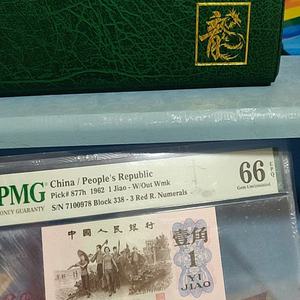 龍
China / People's Republic
Pick# 877h 1962 1 Jiao - W/Out Wmk
S/N 7100978 Block 338 - 3 Red R. Numerals
66 EPQ
Gem Uncirculated
PMG
MONEY GUARANTY
中國人民銀行
壹角
1
YI
JIAO